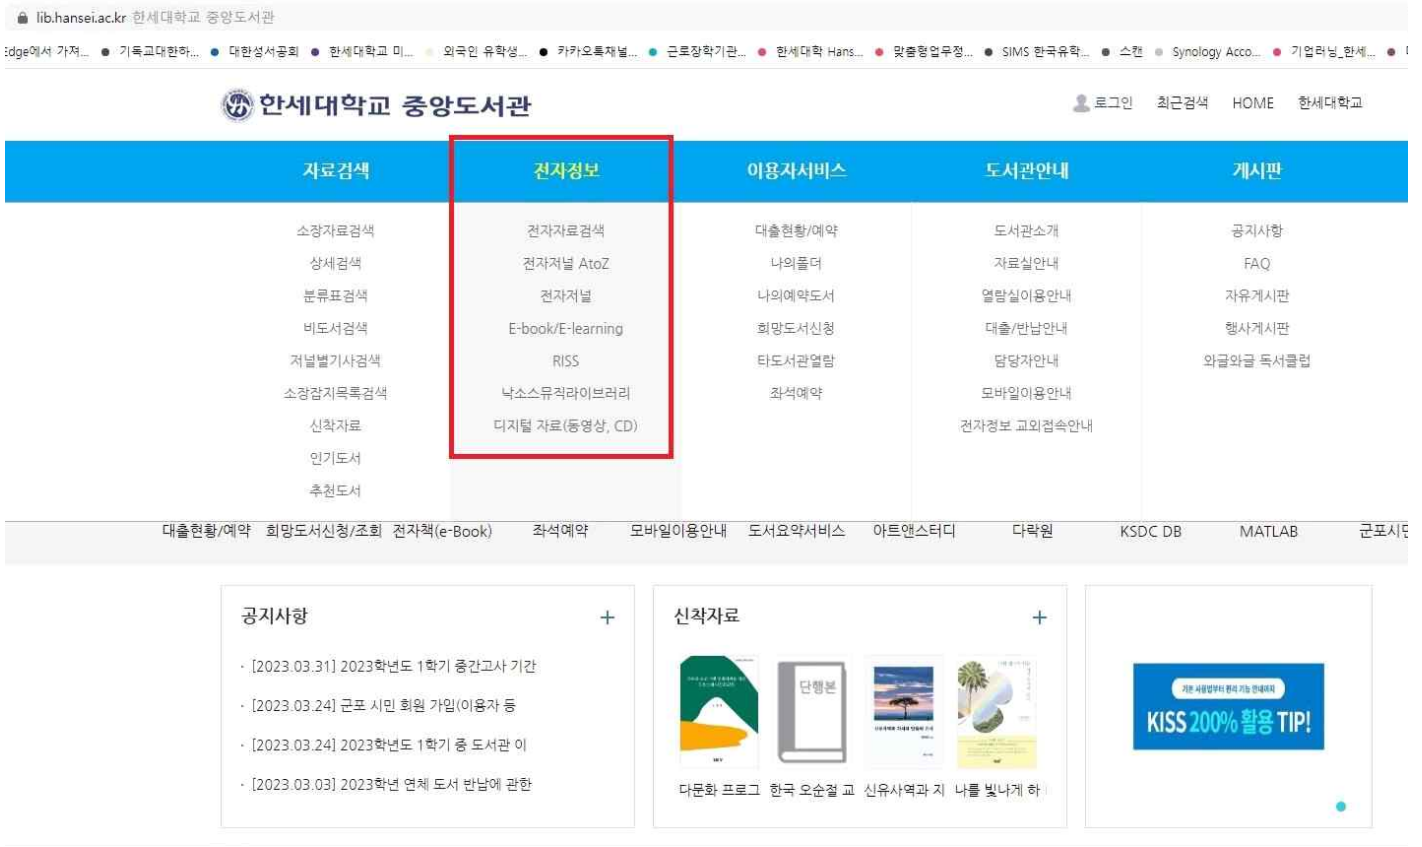 lib.hansei.ac.kr 한세대학교 중앙도서관
Edge에서 가져... 기독교대한하... 대한성서공회 한세대학교 미... 외국인 유학생... 카카오톡채널... 근로장학기관... 한세대학 Hans... 맞춤형업무정... SIMS 한국유학... 스캔 Synology Acco... 기업러닝_한세...
한세대학교 중앙도서관
로그인 최근검색 HOME 한세대학교
자료검색 전자정보 이용자서비스 도서관안내 게시판
소장자료검색 전자자료검색 대출현황/예약 도서관소개 공지사항
상세검색 전자저널 AtoZ 나의폴더 자료실안내 FAQ
분류표검색 전자저널 나의예약도서 열람실이용안내 자유게시판
비도서검색 E-book/E-learning 희망도서신청 대출/반납안내 행사게시판
저널별기사검색 RISS 타도서관열람 담당자안내 와글와글 독서클럽
소장잡지목록검색 낙소스뮤직라이브러리 좌석예약 모바일이용안내
신착자료 디지털 자료(동영상, CD) 전자정보 교외접속안내
인기도서
추천도서
대출현황/예약 희망도서신청/조회 전자책(e-Book) 좌석예약 모바일이용안내 도서요약서비스 아트앤스터디 다락원 KSDC DB MATLAB 군포시민
공지사항 +
· [2023.03.31] 2023학년도 1학기 중간고사 기간
· [2023.03.24] 군포 시민 회원 가입(이용자 등
· [2023.03.24] 2023학년도 1학기 중 도서관 이
· [2023.03.03] 2023학년 연체 도서 반납에 관한
신착자료 +
단행본
다문화 프로그 한국 오순절 교 신유사역과 지 나를 빛나게 하
기본 사용법부터 편리 기능 안내까지
KISS 200% 활용 TIP!